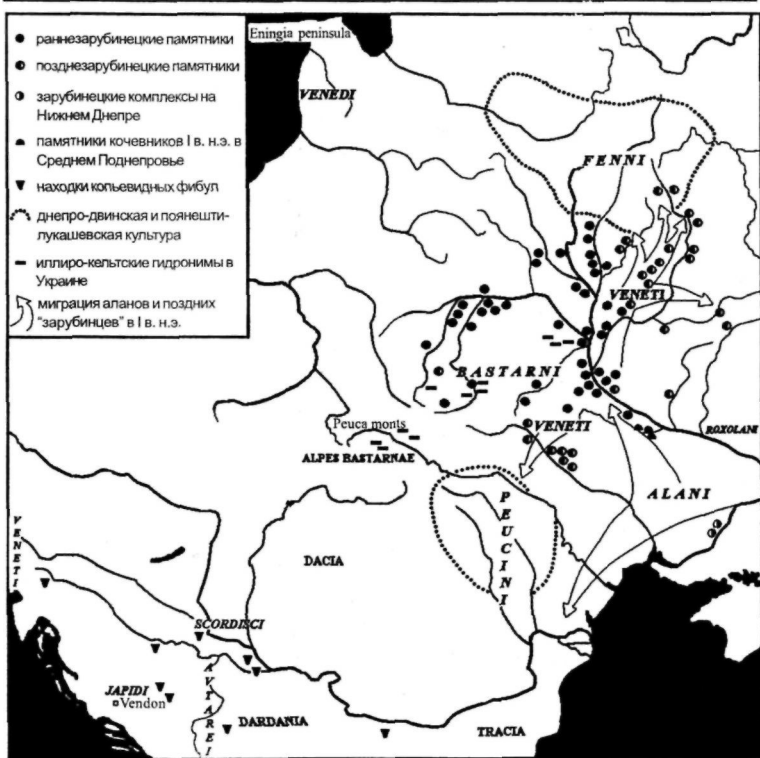 раннезарубинецкие памятники
позднезарубинецкие памятники
зарубинецкие комплексы на
Нижнем Днепре
памятники кочевников I в. н.э. в
Среднем Поднепровье
находки копьевидных фибул
днепро-двинская и поянешти-
лукашевская культура
иллиро-кельтские гидронимы в
Украине
миграция аланов и поздних
"зарубинцев" в I в. н.э.
Eningia peninsula
VENEDI
FENNI
VENETI
BASTARNI
Peuca monts
VENETI
ROXOLANI
ALPES BASTARNAE
ALANI
PEUCINI
VENETI
DACIA
SCORDISCI
AVTAREI
JAPIDI
Vendon
DARDANIA
TRACIA